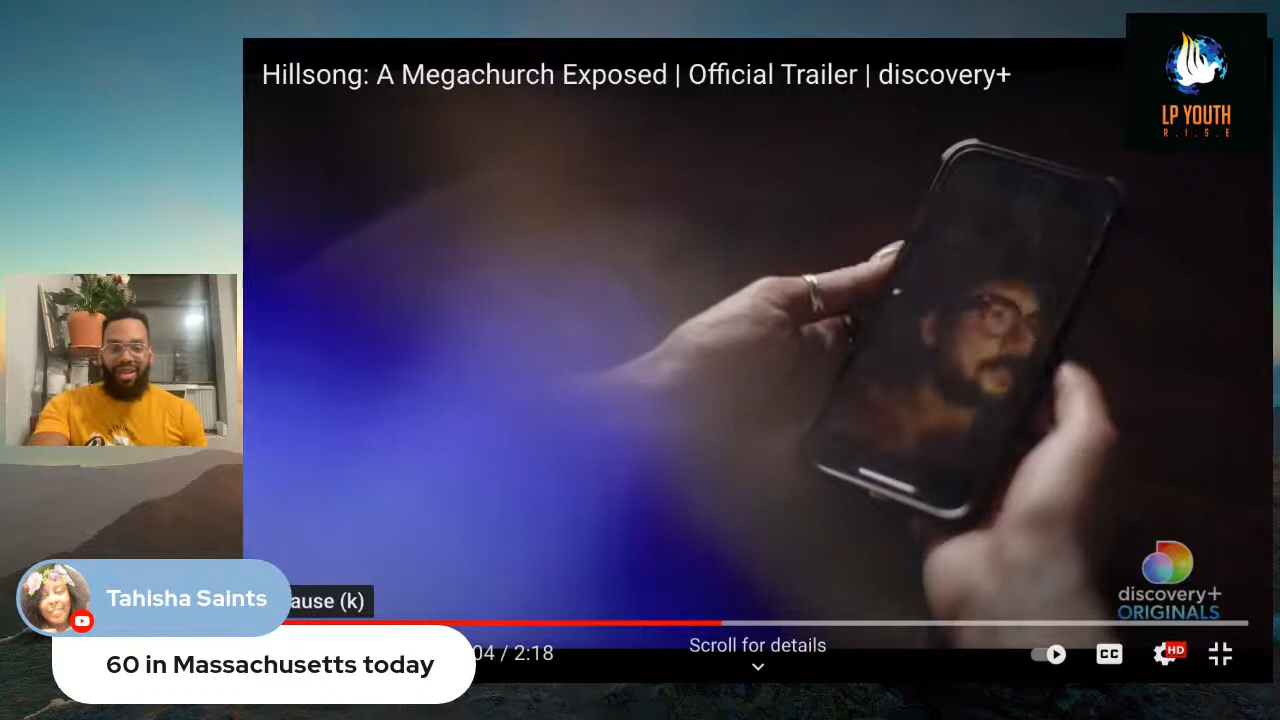 Hillsong: A Megachurch Exposed | Official Trailer | discovery+
LP YOUTH
R.I.S.E
discovery+
ORIGINALS
Tahisha Saints
ause (k)
60 in Massachusetts today
04 / 2:18
Scroll for details
CC
HD